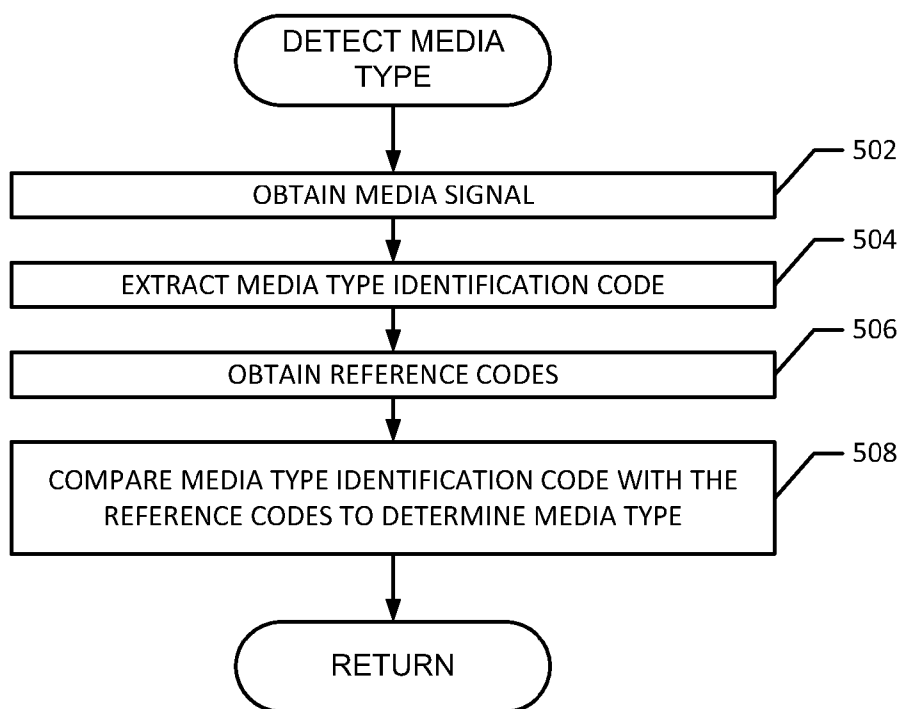 DETECT MEDIA
TYPE
502
OBTAIN MEDIA SIGNAL
504
EXTRACT MEDIA TYPE IDENTIFICATION CODE
506
OBTAIN REFERENCE CODES
508
COMPARE MEDIA TYPE IDENTIFICATION CODE WITH THE
REFERENCE CODES TO DETERMINE MEDIA TYPE
RETURN